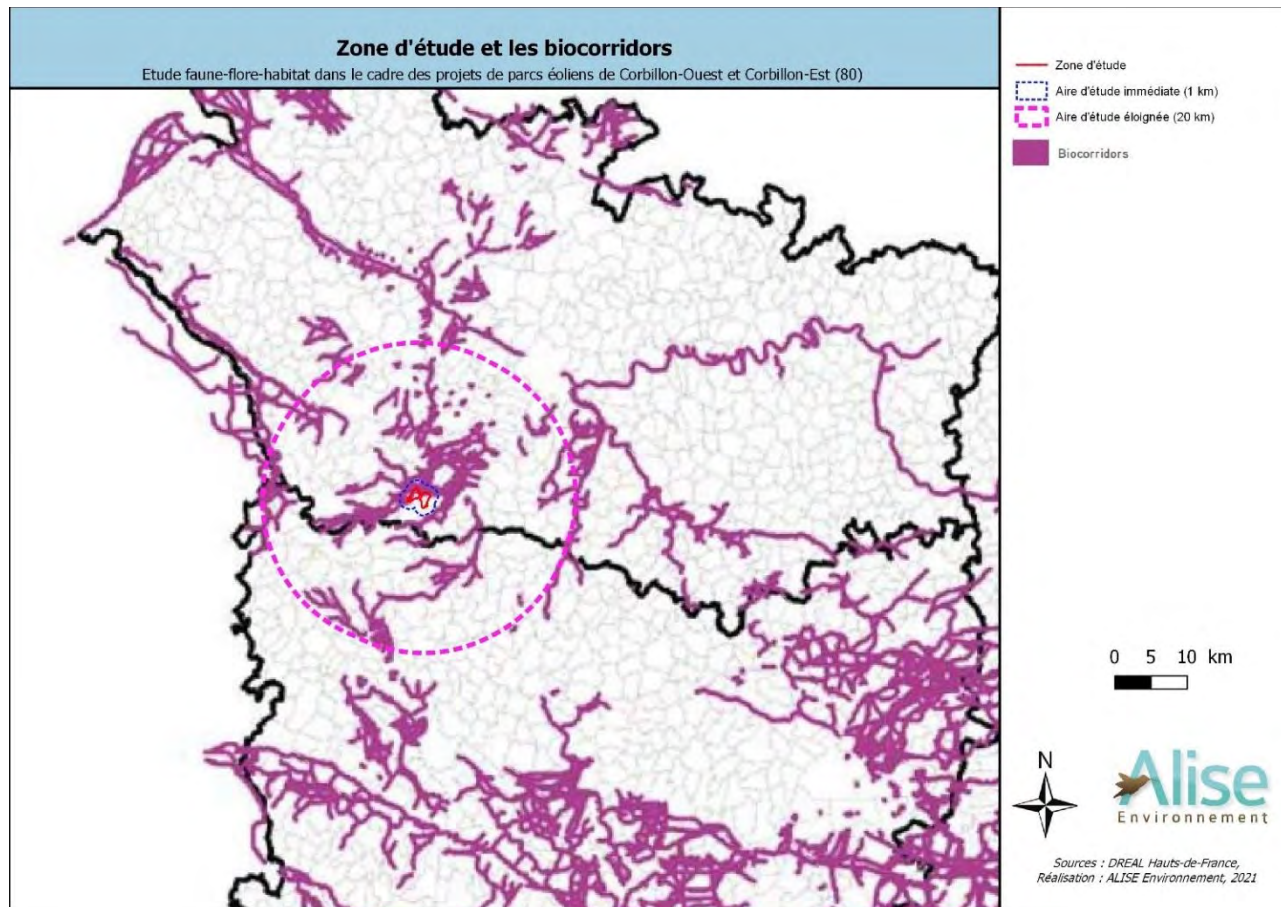 Zone d'étude et les biocorridors
Etude faune-flore-habitat dans le cadre des projets de parcs éoliens de Corbillon-Ouest et Corbillon-Est (80)
Zone d'étude
Aire d'étude immédiate (1 km)
Aire d'étude éloignée (20 km)
Biocorridors
0 5 10 km
N
Alise
Environnement
Sources : DREAL Hauts-de-France,
Réalisation : ALISE Environnement, 2021